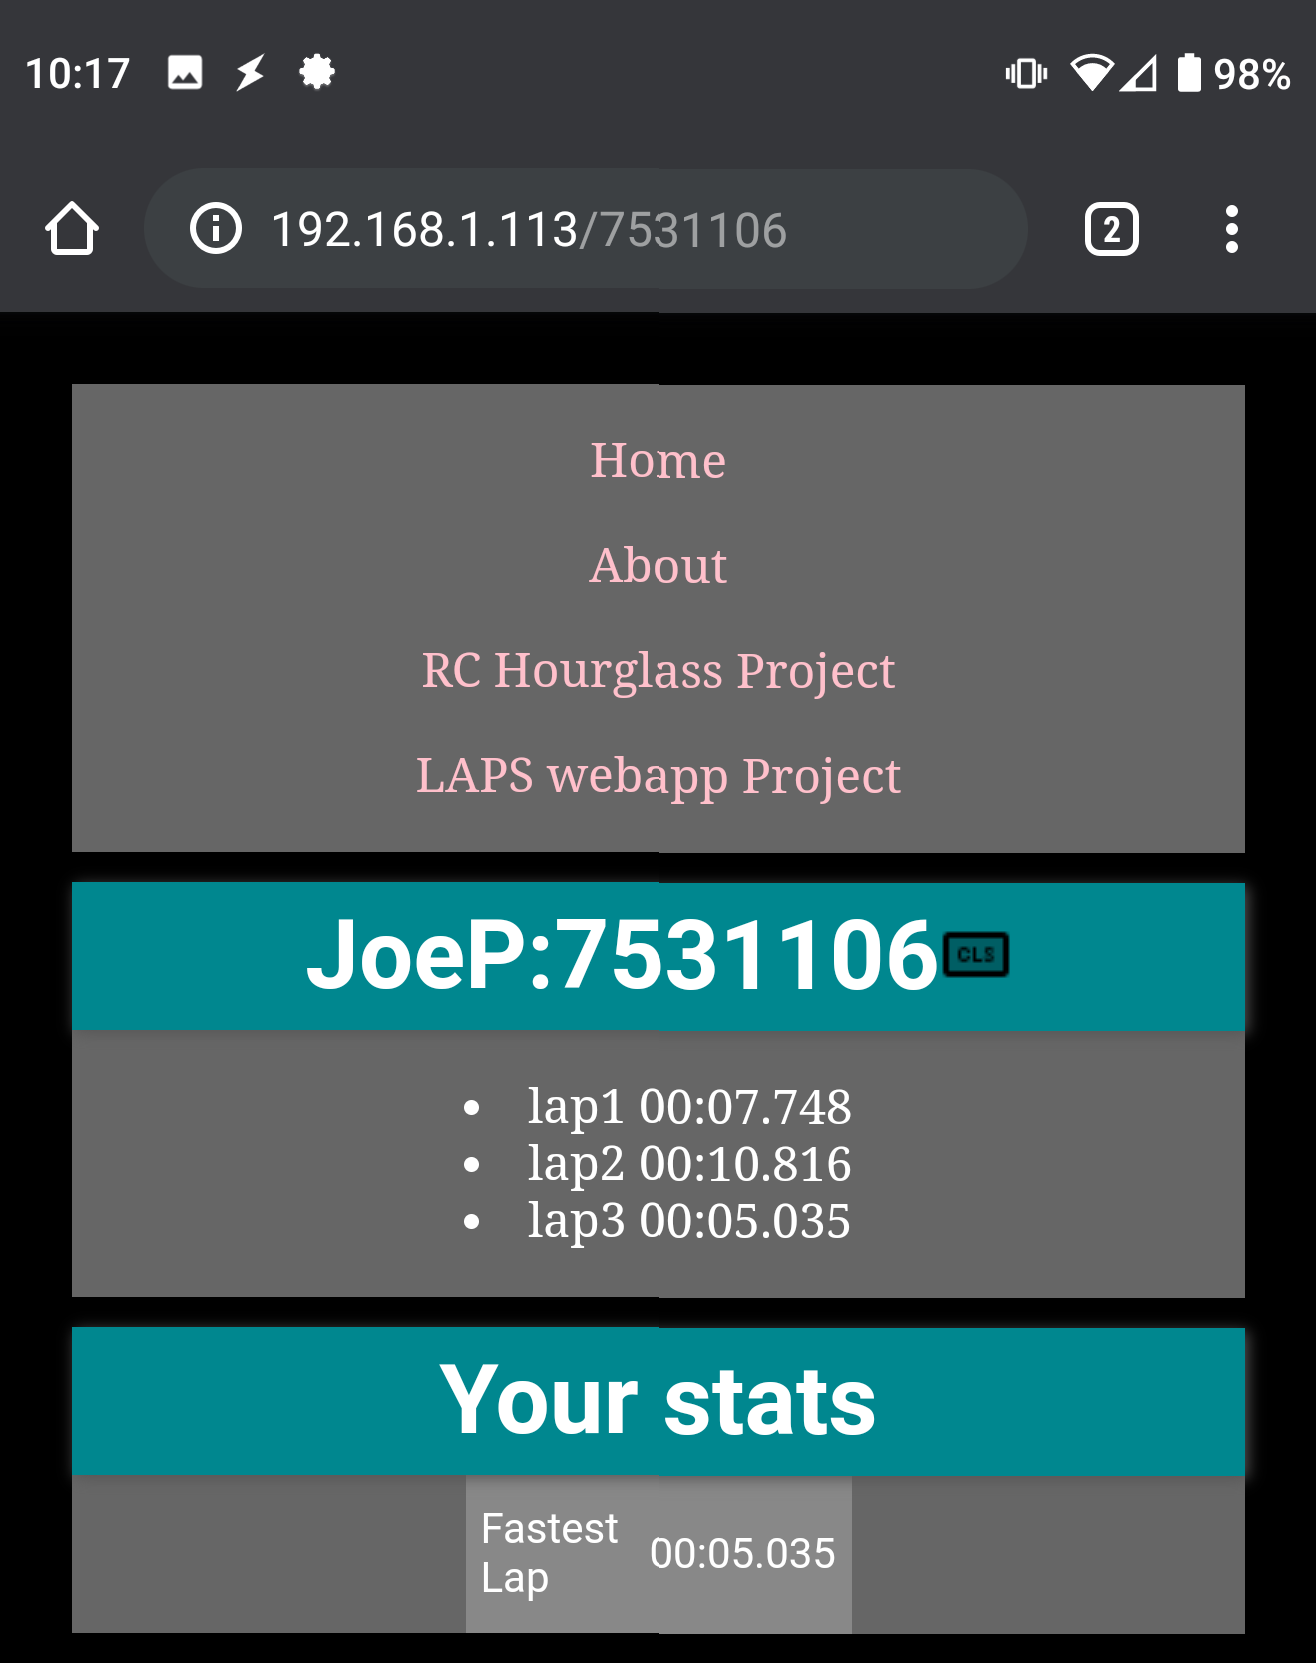 10:17 98%
192.168.1.113/7531106 2
Home
About
RC Hourglass Project
LAPS webapp Project
JoeP:7531106 CLS
• lap1 00:07.748
• lap2 00:10.816
• lap3 00:05.035
Your stats
Fastest
Lap
00:05.035